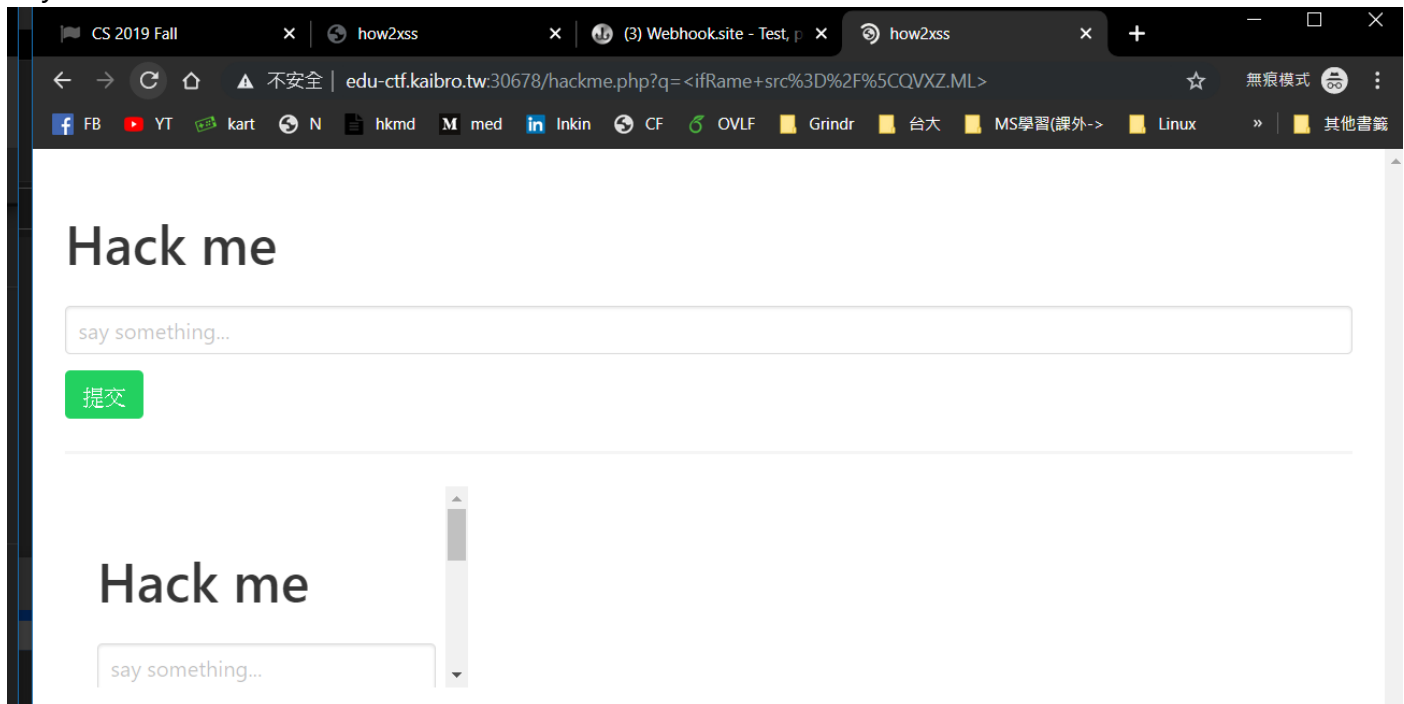 CS 2019 Fall how2xss (3) Webhook.site - Test, p how2xss
不安全 edu-ctf.kaibro.tw:30678/hackme.php?q=<ifRame+src%3D%2F%5CQVXZ.ML> 無痕模式
FB YT kart N hkmd M med in Inkin CF OVLF Grindr 台大 MS學習(課外-> Linux » 其他書籤
Hack me
say something...
提交
Hack me
say something...